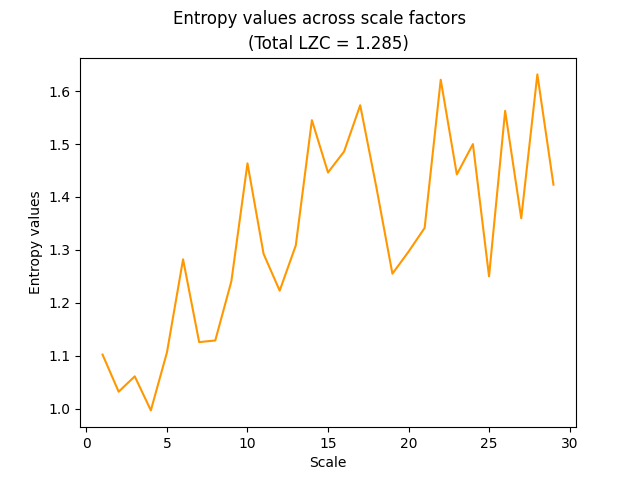 Entropy values across scale factors
(Total LZC = 1.285)
1.6
1.5
1.4
1.3
1.2
1.1
1.0
Entropy values
0 5 10 15 20 25 30
Scale